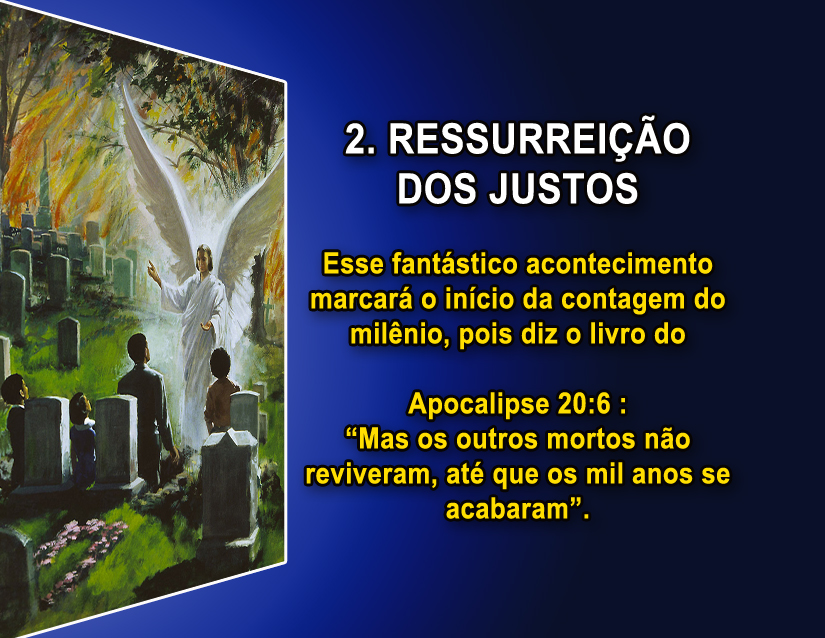 2. RESSURREIÇÃO
DOS JUSTOS
Esse fantástico acontecimento
marcará o início da contagem do
milênio, pois diz o livro do
Apocalipse 20:6 :
“Mas os outros mortos não
reviveram, até que os mil anos se
acabaram”.